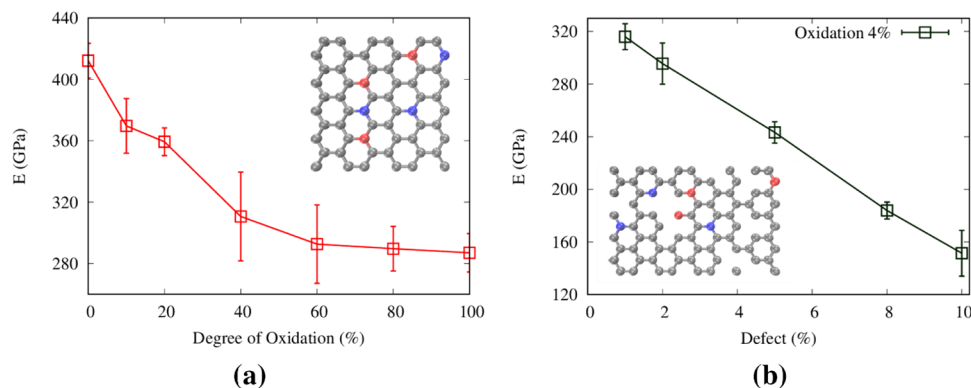 440
400
360
320
280
E (GPa)
0 20 40 60 80 100
Degree of Oxidation (%)
(a)
Oxidation 4%
320
280
240
200
160
120
E (GPa)
0 2 4 6 8 10
Defect (%)
(b)